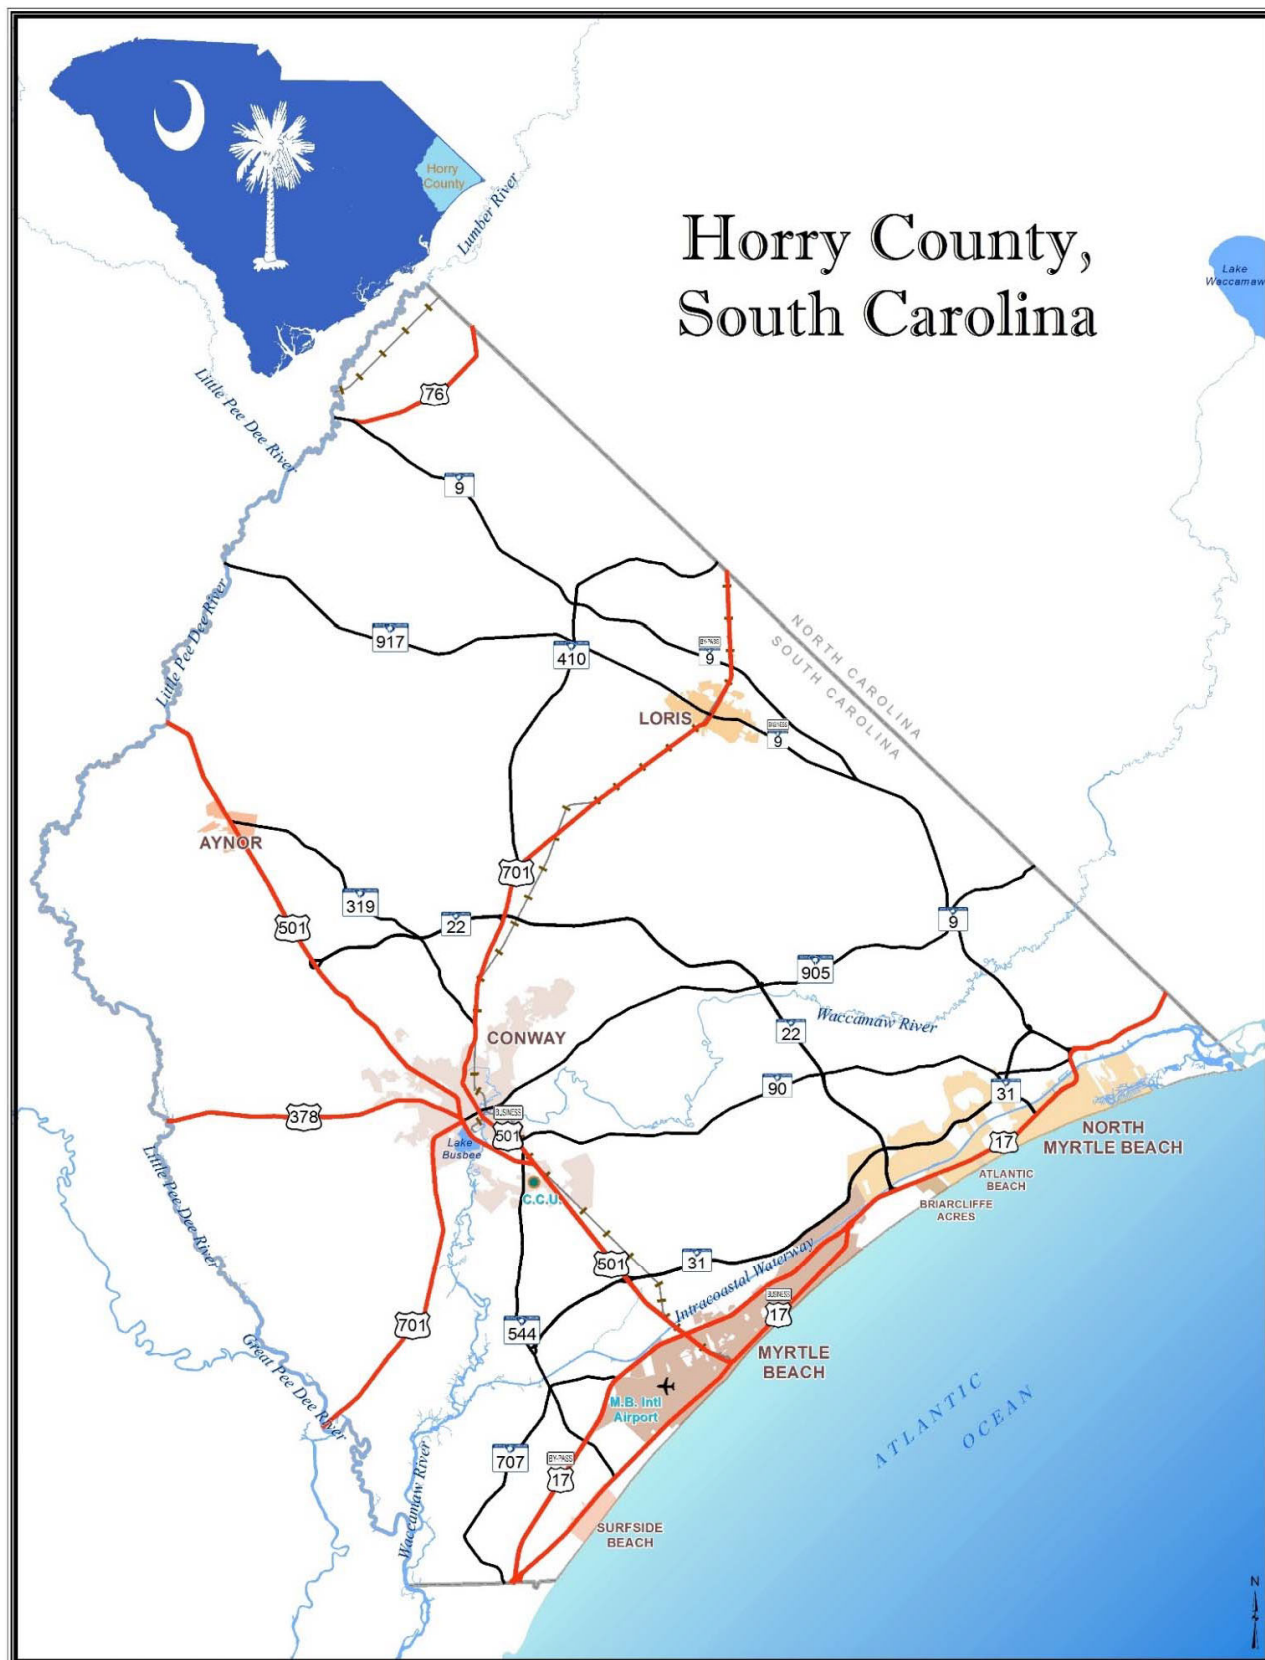 Horry
County
Lumber River
Horry County,
South Carolina
Lake
Waccamaw
Little Pee Dee River
76
9
Little Pee Dee River
917
410
BY-PASS
9
NORTH CAROLINA
SOUTH CAROLINA
LORIS
BUSINESS
9
AYNOR
701
319
501
22
9
905
Waccamaw River
CONWAY
22
90
31
378
BUSINESS
501
Lake
Busbee
17
NORTH
MYRTLE BEACH
ATLANTIC
BEACH
BRIARCLIFFE
ACRES
C.C.U.
Little Pee Dee River
501
31
Intracoastal Waterway
BUSINESS
17
701
544
MYRTLE
BEACH
Great Pee Dee River
M.B. Intl
Airport
ATLANTIC
OCEAN
707
BY-PASS
17
Waccamaw River
SURFSIDE
BEACH
N